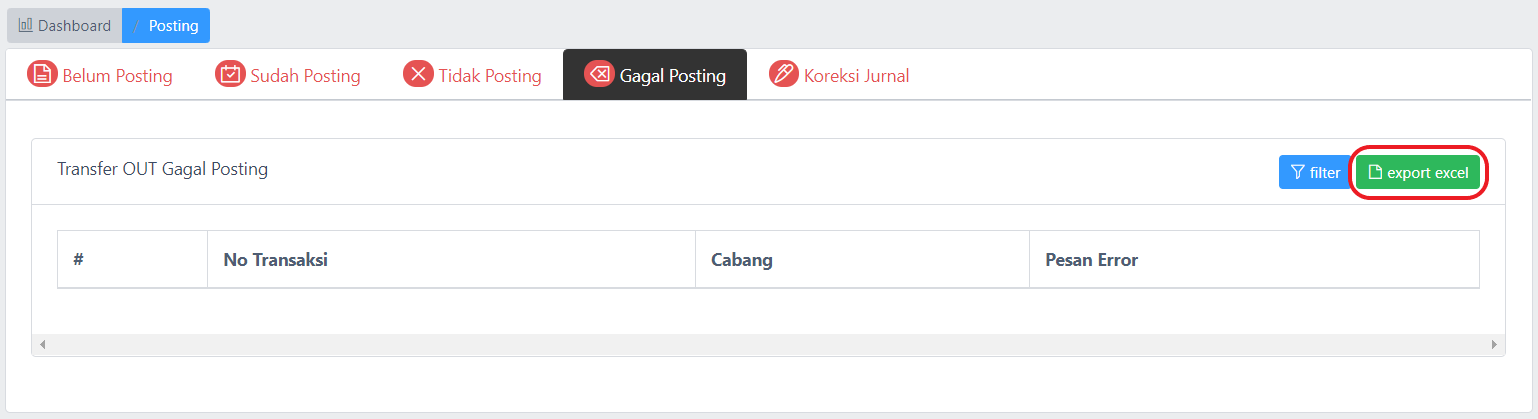 Dashboard / Posting
Belum Posting Sudah Posting Tidak Posting Gagal Posting Koreksi Jurnal
Transfer OUT Gagal Posting filter export excel
# No Transaksi Cabang Pesan Error